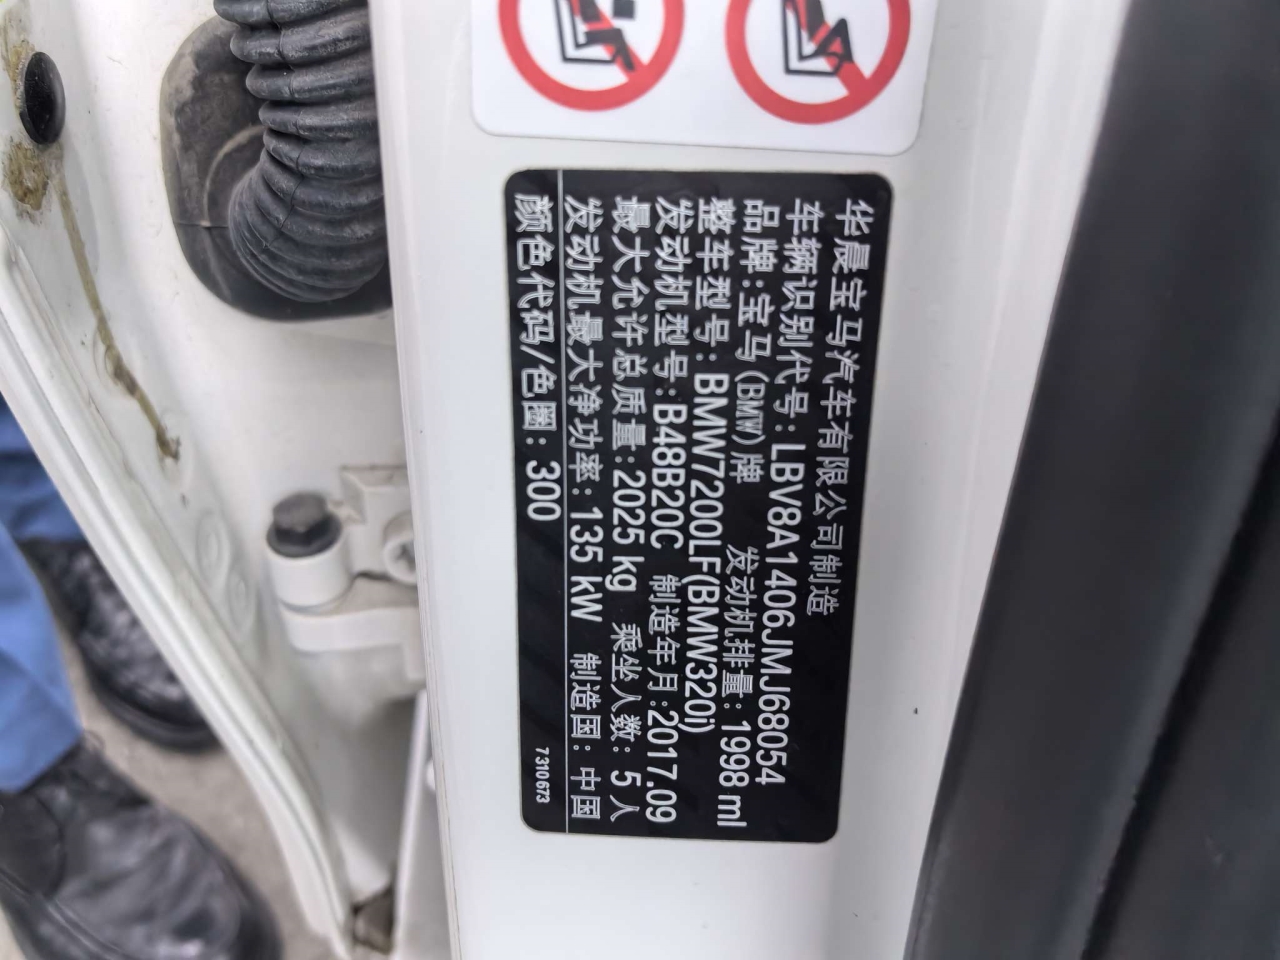 华晨宝马汽车有限公司制造
车辆识别代号:LBV8A1406JMJ68054
品牌:宝马(BMW)牌 发动机排量:1998 ml
整车型号:BMW7200LF(BMW320i)
发动机型号:B48B20C 制造年月:2017.09
最大允许总质量:2025 kg 乘坐人数: 5人
发动机最大净功率:135 kW 制造国:中国
颜色代码/色圈:300
7310673